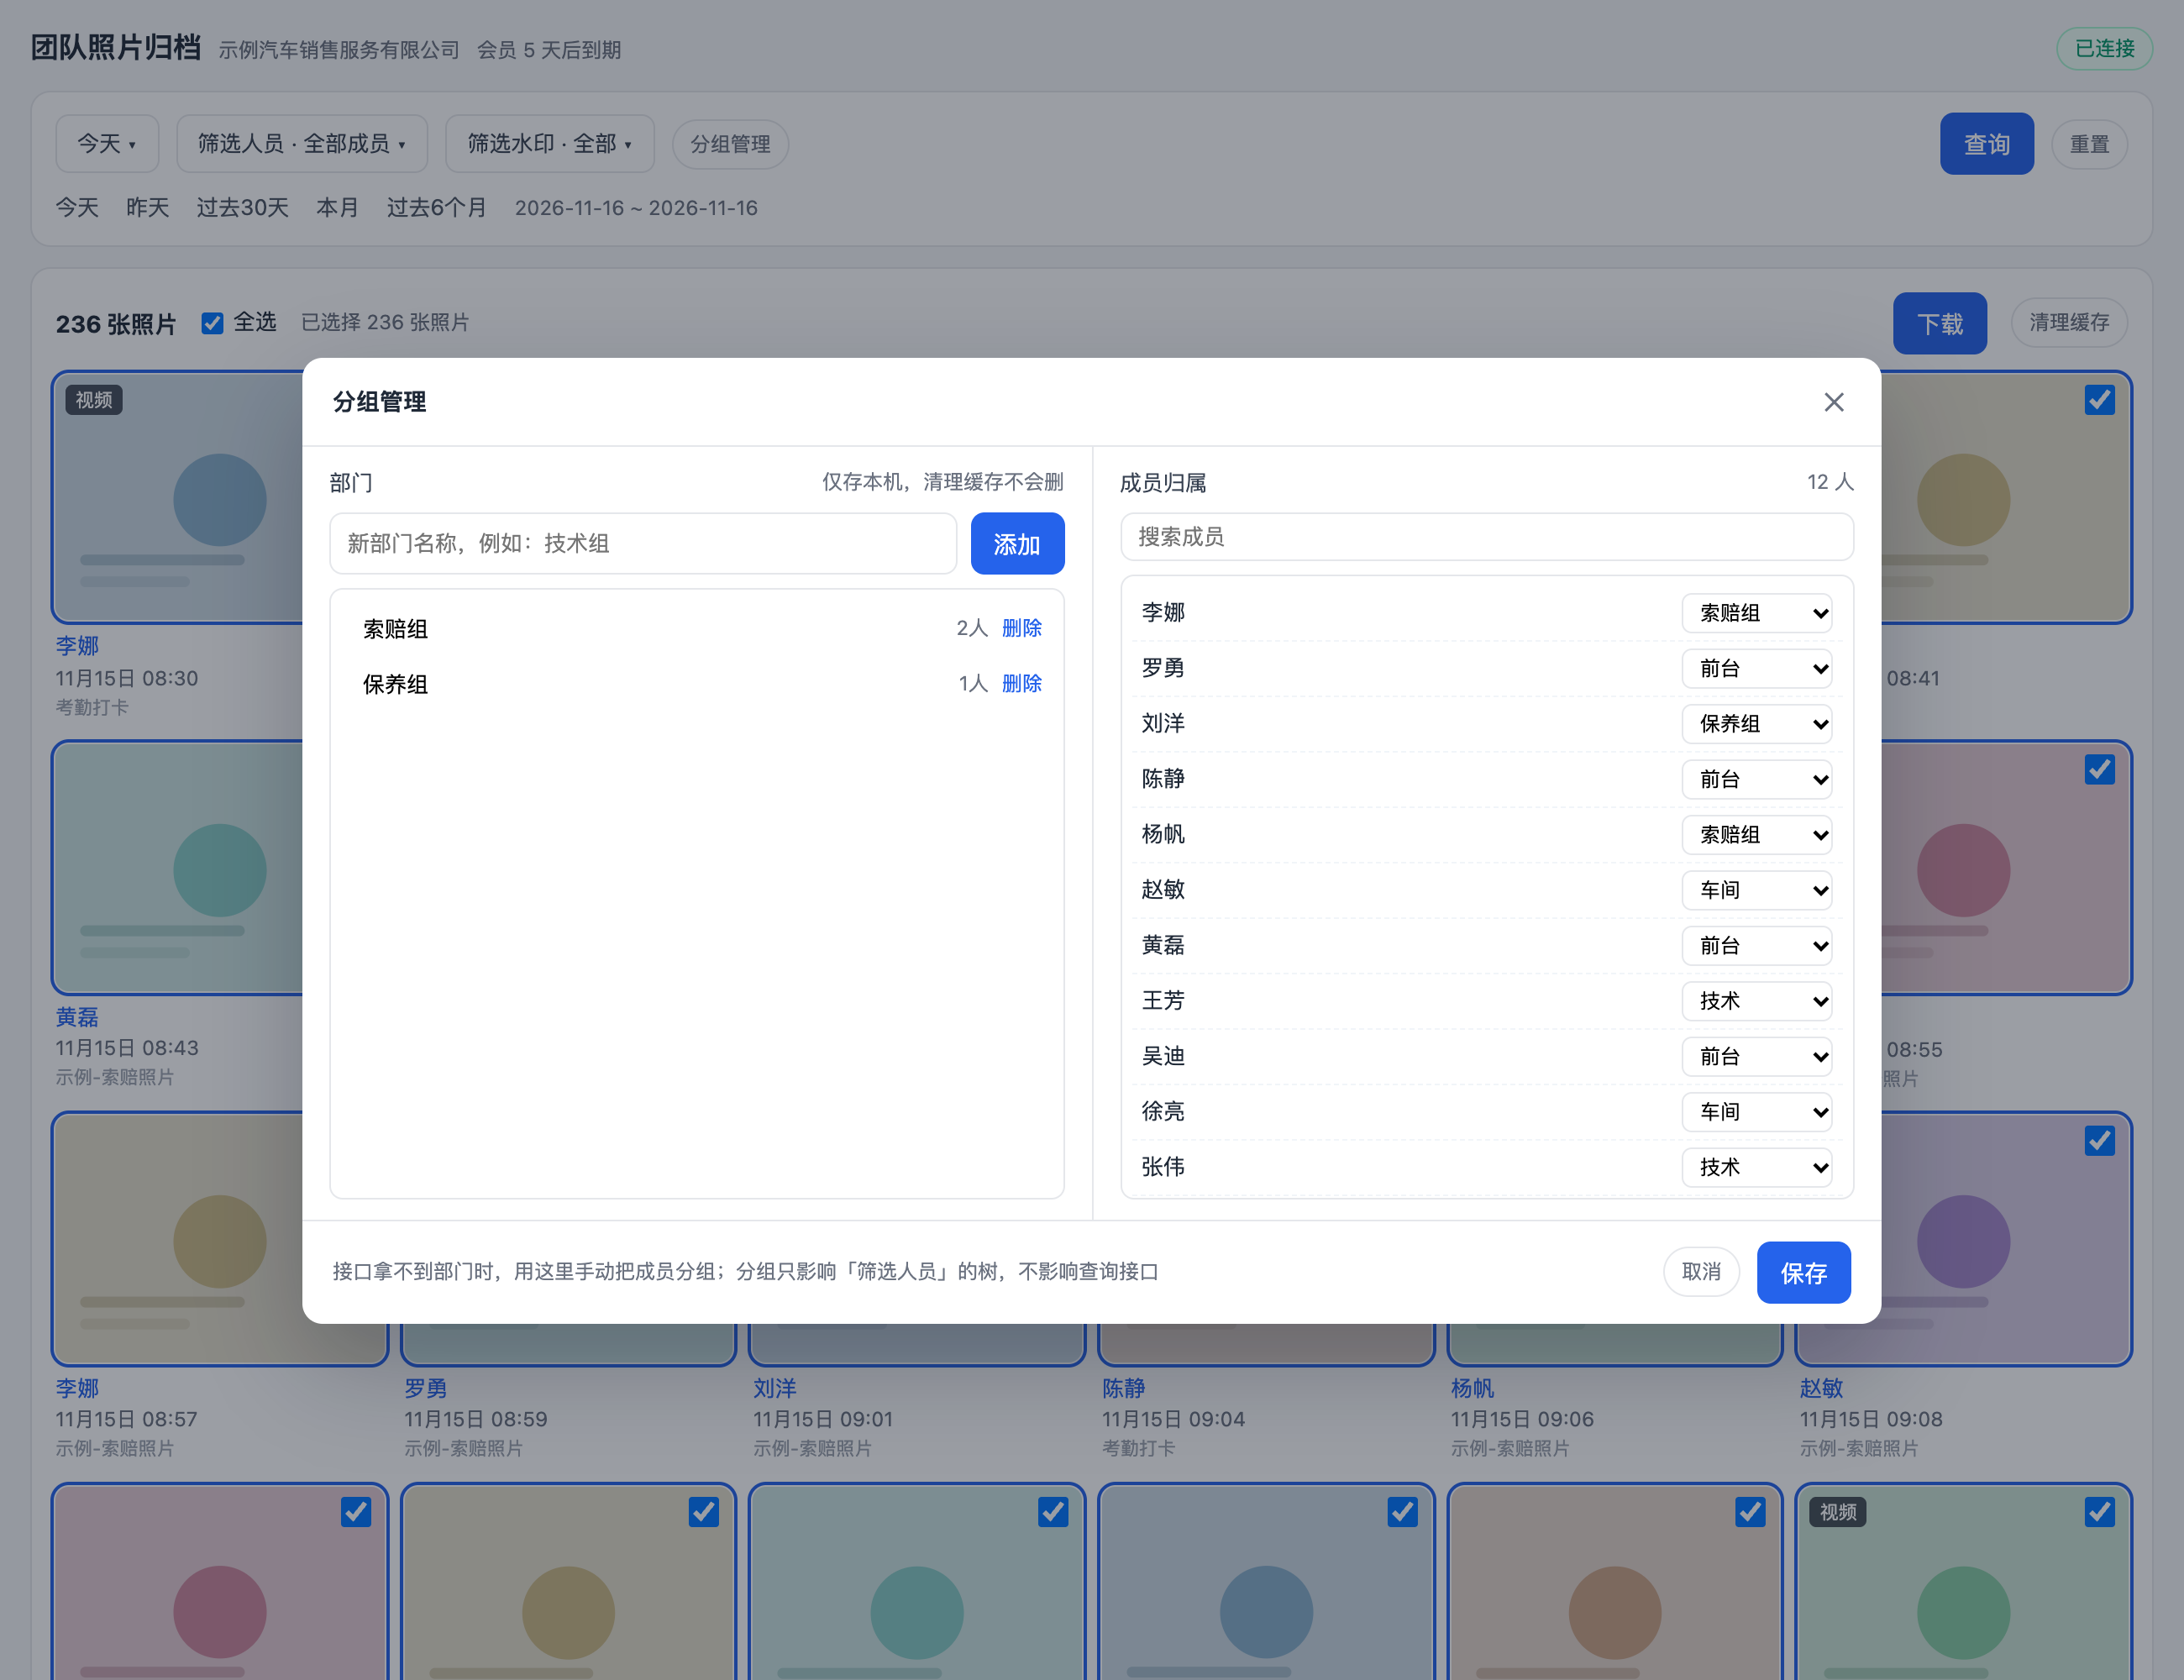 团队照片归档 示例汽车销售服务有限公司 会员 5 天后到期 已连接
今天 ▾ 筛选人员 · 全部成员 ▾ 筛选水印 · 全部 ▾ 分组管理 查询 重置
今天 昨天 过去30天 本月 过去6个月 2026-11-16 ~ 2026-11-16
236 张照片 全选 已选择 236 张照片 下载 清理缓存
视频
李娜
11月15日 08:30
考勤打卡
08:41
黄磊
11月15日 08:43
示例-索赔照片
08:55
照片
分组管理
部门 仅存本机，清理缓存不会删
新部门名称，例如：技术组 添加
索赔组 2人 删除
保养组 1人 删除
成员归属 12 人
搜索成员
李娜 索赔组
罗勇 前台
刘洋 保养组
陈静 前台
杨帆 索赔组
赵敏 车间
黄磊 前台
王芳 技术
吴迪 前台
徐亮 车间
张伟 技术
接口拿不到部门时，用这里手动把成员分组；分组只影响「筛选人员」的树，不影响查询接口 取消 保存
李娜 罗勇 刘洋 陈静 杨帆 赵敏
11月15日 08:57 11月15日 08:59 11月15日 09:01 11月15日 09:04 11月15日 09:06 11月15日 09:08
示例-索赔照片 示例-索赔照片 示例-索赔照片 考勤打卡 示例-索赔照片 示例-索赔照片
视频